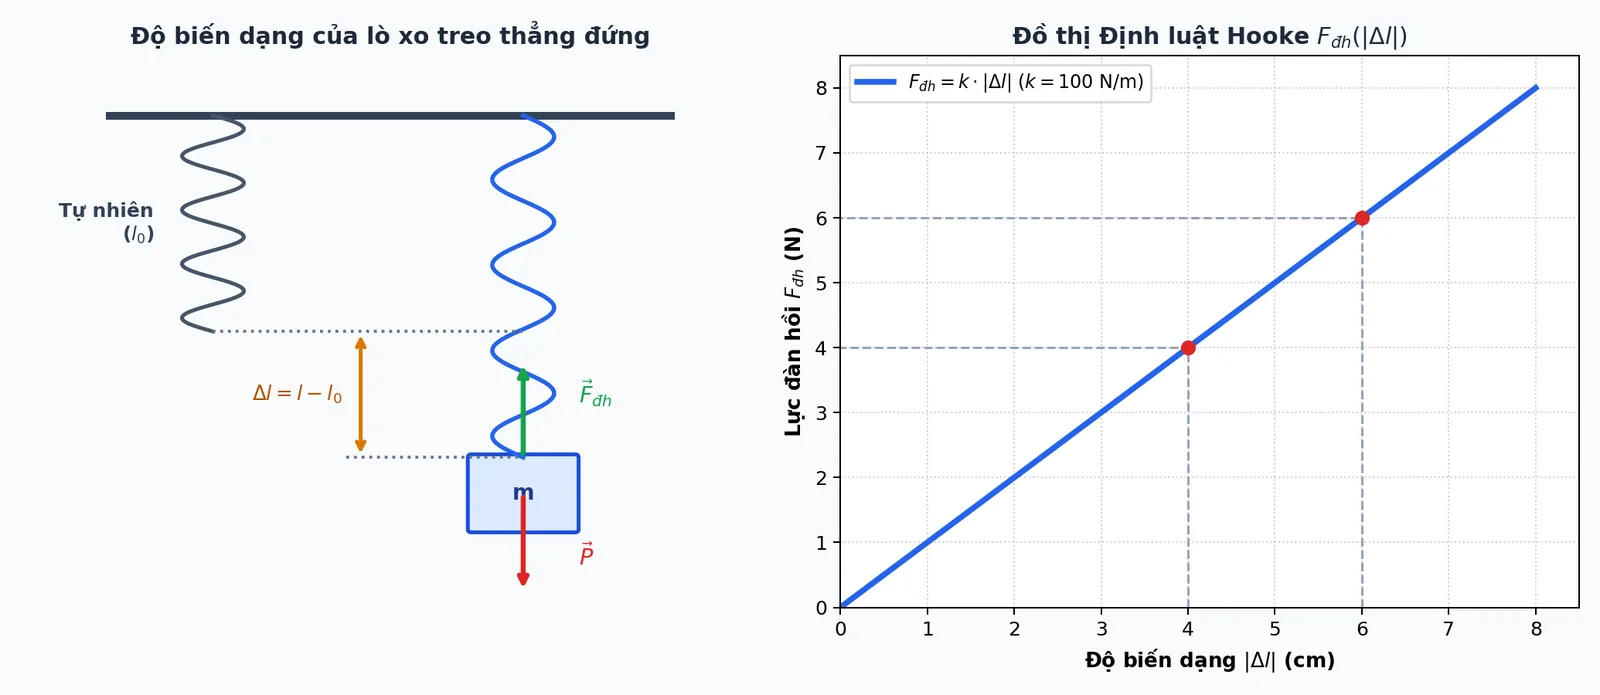 Độ biến dạng của lò xo treo thẳng đứng
Tự nhiên
(l₀)
Δl = l − l₀
F⃗đh
m
P⃗
Đồ thị Định luật Hooke Fđh(|Δl|)
Fđh = k · |Δl| (k = 100 N/m)
Lực đàn hồi Fđh (N)
8
7
6
5
4
3
2
1
0
0 1 2 3 4 5 6 7 8
Độ biến dạng |Δl| (cm)